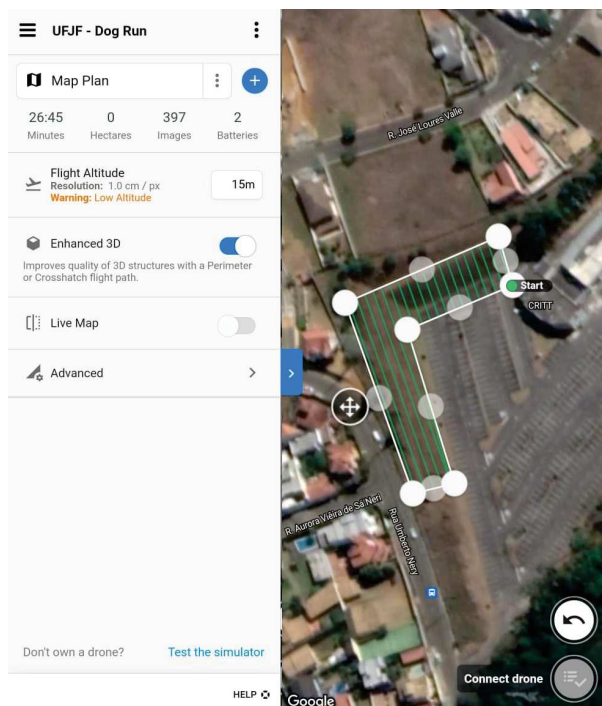 UFJF - Dog Run
Map Plan
26:45 0 397 2
Minutes Hectares Images Batteries
Flight Altitude
Resolution: 1.0 cm / px
Warning: Low Altitude
15m
Enhanced 3D
Improves quality of 3D structures with a Perimeter
or Crosshatch flight path.
Live Map
Advanced
Don't own a drone? Test the simulator
HELP
R. José Loures Valle
Start
CRITT
R. Aurora Viêira de Sá Neri
Rua Umberto Nery
Connect drone
Google